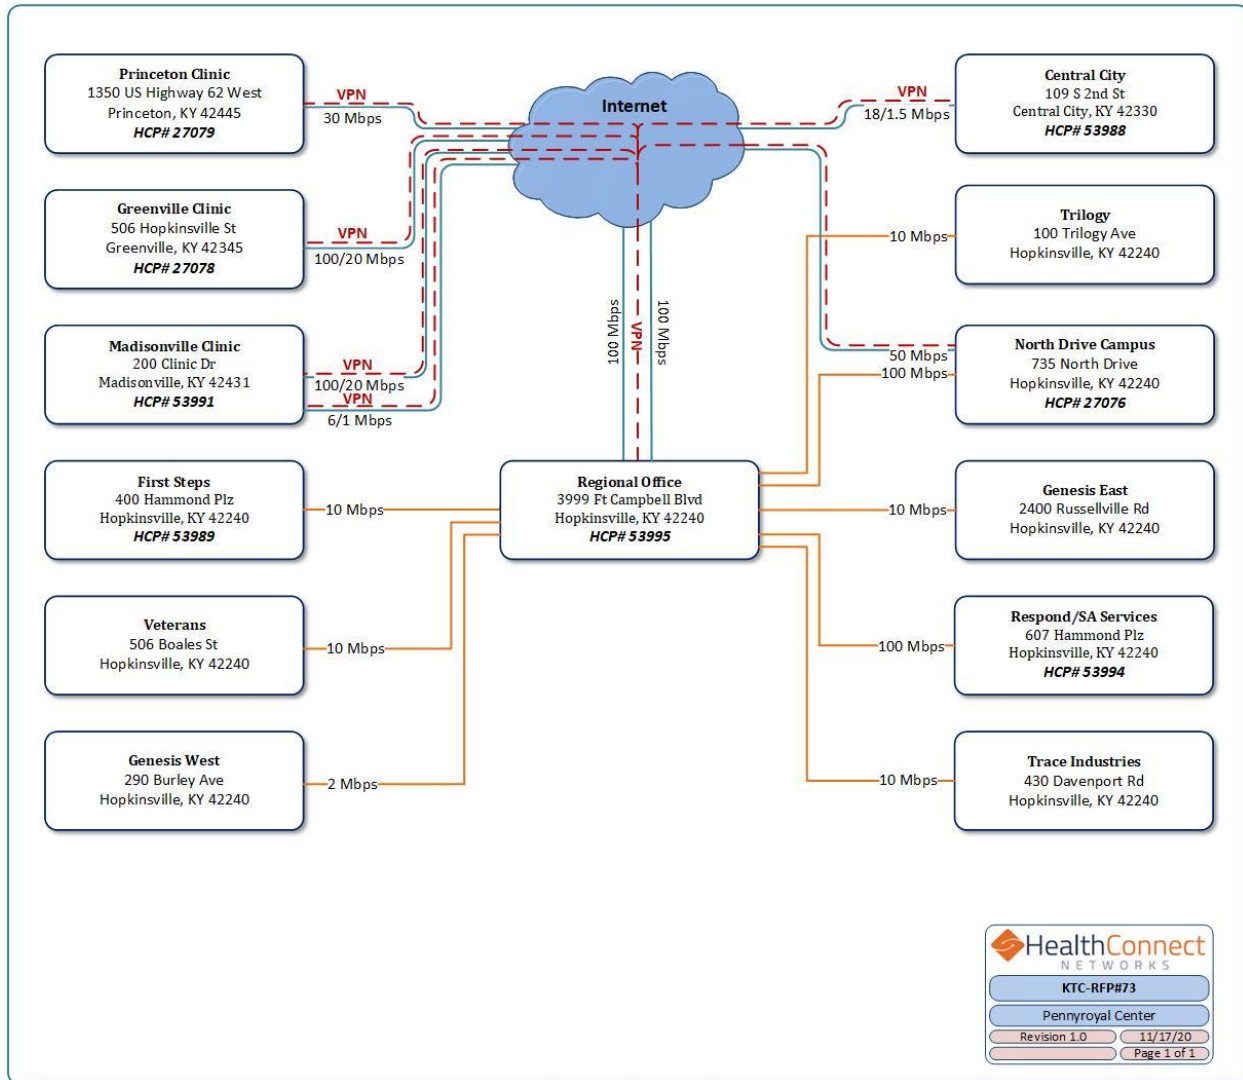 Princeton Clinic
1350 US Highway 62 West
Princeton, KY 42445
HCP# 27079
VPN
30 Mbps
Internet
VPN
18/1.5 Mbps
Central City
109 S 2nd St
Central City, KY 42330
HCP# 53988
Greenville Clinic
506 Hopkinsville St
Greenville, KY 42345
HCP# 27078
VPN
100/20 Mbps
10 Mbps
Trilogy
100 Trilogy Ave
Hopkinsville, KY 42240
Madisonville Clinic
200 Clinic Dr
Madisonville, KY 42431
HCP# 53991
VPN
100/20 Mbps
VPN
6/1 Mbps
100 Mbps
VPN
100 Mbps
50 Mbps
100 Mbps
North Drive Campus
735 North Drive
Hopkinsville, KY 42240
HCP# 27076
First Steps
400 Hammond Plz
Hopkinsville, KY 42240
HCP# 53989
10 Mbps
Regional Office
3999 Ft Campbell Blvd
Hopkinsville, KY 42240
HCP# 53995
10 Mbps
Genesis East
2400 Russellville Rd
Hopkinsville, KY 42240
Veterans
506 Boales St
Hopkinsville, KY 42240
10 Mbps
100 Mbps
Respond/SA Services
607 Hammond Plz
Hopkinsville, KY 42240
HCP# 53994
Genesis West
290 Burley Ave
Hopkinsville, KY 42240
2 Mbps
10 Mbps
Trace Industries
430 Davenport Rd
Hopkinsville, KY 42240
HealthConnect
NETWORKS
KTC-RFP#73
Pennyroyal Center
Revision 1.0
11/17/20
Page 1 of 1